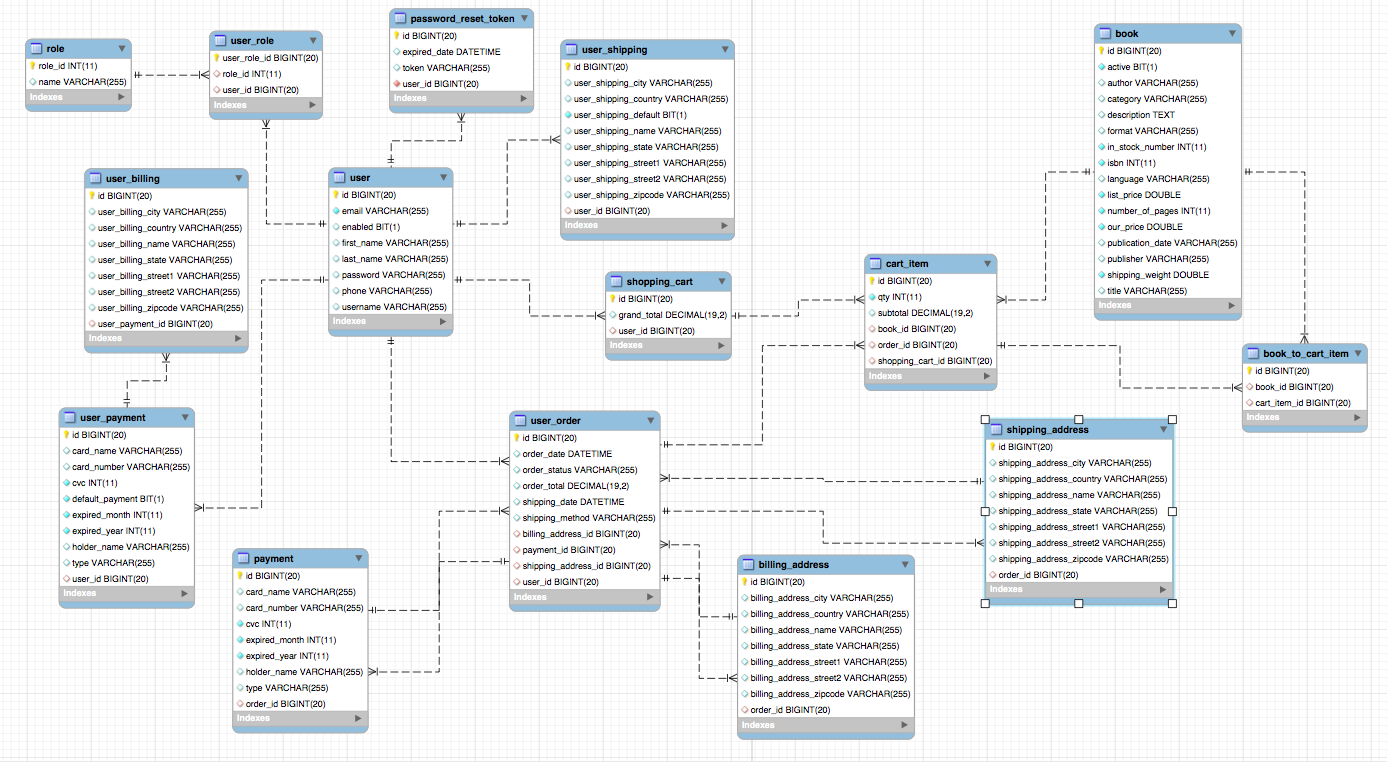 role
role_id INT(11)
name VARCHAR(255)
Indexes
user_role
user_role_id BIGINT(20)
role_id INT(11)
user_id BIGINT(20)
Indexes
password_reset_token
id BIGINT(20)
expired_date DATETIME
token VARCHAR(255)
user_id BIGINT(20)
Indexes
user_shipping
id BIGINT(20)
user_shipping_city VARCHAR(255)
user_shipping_country VARCHAR(255)
user_shipping_default BIT(1)
user_shipping_name VARCHAR(255)
user_shipping_state VARCHAR(255)
user_shipping_street1 VARCHAR(255)
user_shipping_street2 VARCHAR(255)
user_shipping_zipcode VARCHAR(255)
user_id BIGINT(20)
Indexes
book
id BIGINT(20)
active BIT(1)
author VARCHAR(255)
category VARCHAR(255)
description TEXT
format VARCHAR(255)
in_stock_number INT(11)
isbn INT(11)
language VARCHAR(255)
list_price DOUBLE
number_of_pages INT(11)
our_price DOUBLE
publication_date VARCHAR(255)
publisher VARCHAR(255)
shipping_weight DOUBLE
title VARCHAR(255)
Indexes
user_billing
id BIGINT(20)
user_billing_city VARCHAR(255)
user_billing_country VARCHAR(255)
user_billing_name VARCHAR(255)
user_billing_state VARCHAR(255)
user_billing_street1 VARCHAR(255)
user_billing_street2 VARCHAR(255)
user_billing_zipcode VARCHAR(255)
user_payment_id BIGINT(20)
Indexes
user
id BIGINT(20)
email VARCHAR(255)
enabled BIT(1)
first_name VARCHAR(255)
last_name VARCHAR(255)
password VARCHAR(255)
phone VARCHAR(255)
username VARCHAR(255)
Indexes
shopping_cart
id BIGINT(20)
grand_total DECIMAL(19,2)
user_id BIGINT(20)
Indexes
cart_item
id BIGINT(20)
qty INT(11)
subtotal DECIMAL(19,2)
book_id BIGINT(20)
order_id BIGINT(20)
shopping_cart_id BIGINT(20)
Indexes
book_to_cart_item
id BIGINT(20)
book_id BIGINT(20)
cart_item_id BIGINT(20)
Indexes
user_payment
id BIGINT(20)
card_name VARCHAR(255)
card_number VARCHAR(255)
cvc INT(11)
default_payment BIT(1)
expired_month INT(11)
expired_year INT(11)
holder_name VARCHAR(255)
type VARCHAR(255)
user_id BIGINT(20)
Indexes
user_order
id BIGINT(20)
order_date DATETIME
order_status VARCHAR(255)
order_total DECIMAL(19,2)
shipping_date DATETIME
shipping_method VARCHAR(255)
billing_address_id BIGINT(20)
payment_id BIGINT(20)
shipping_address_id BIGINT(20)
user_id BIGINT(20)
Indexes
shipping_address
id BIGINT(20)
shipping_address_city VARCHAR(255)
shipping_address_country VARCHAR(255)
shipping_address_name VARCHAR(255)
shipping_address_state VARCHAR(255)
shipping_address_street1 VARCHAR(255)
shipping_address_street2 VARCHAR(255)
shipping_address_zipcode VARCHAR(255)
order_id BIGINT(20)
Indexes
payment
id BIGINT(20)
card_name VARCHAR(255)
card_number VARCHAR(255)
cvc INT(11)
expired_month INT(11)
expired_year INT(11)
holder_name VARCHAR(255)
type VARCHAR(255)
order_id BIGINT(20)
Indexes
billing_address
id BIGINT(20)
billing_address_city VARCHAR(255)
billing_address_country VARCHAR(255)
billing_address_name VARCHAR(255)
billing_address_state VARCHAR(255)
billing_address_street1 VARCHAR(255)
billing_address_street2 VARCHAR(255)
billing_address_zipcode VARCHAR(255)
order_id BIGINT(20)
Indexes